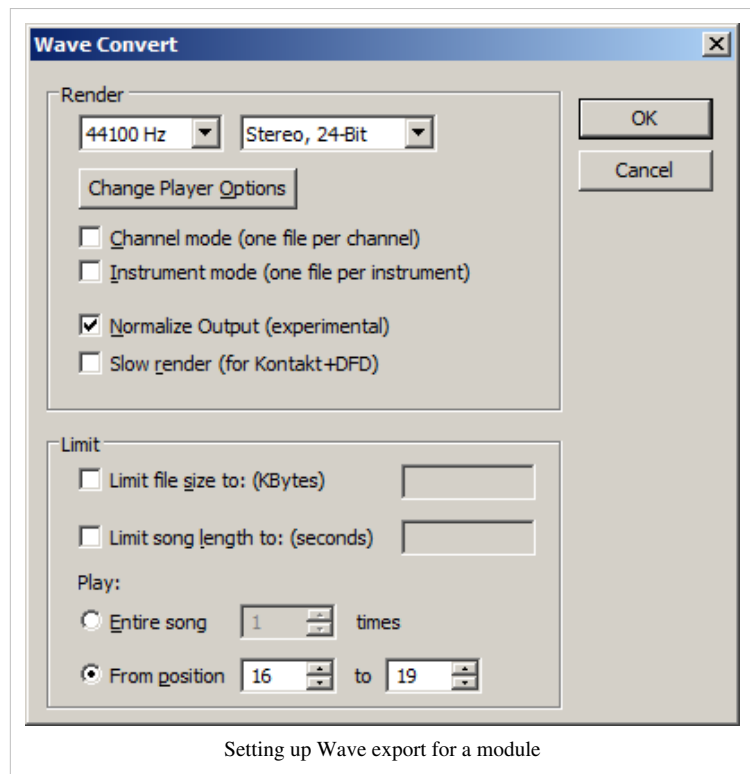 Wave Convert
Render
44100 Hz Stereo, 24-Bit
OK
Cancel
Change Player Options
Channel mode (one file per channel)
Instrument mode (one file per instrument)
Normalize Output (experimental)
Slow render (for Kontakt+DFD)
Limit
Limit file size to: (KBytes)
Limit song length to: (seconds)
Play:
Entire song 1 times
From position 16 to 19
Setting up Wave export for a module